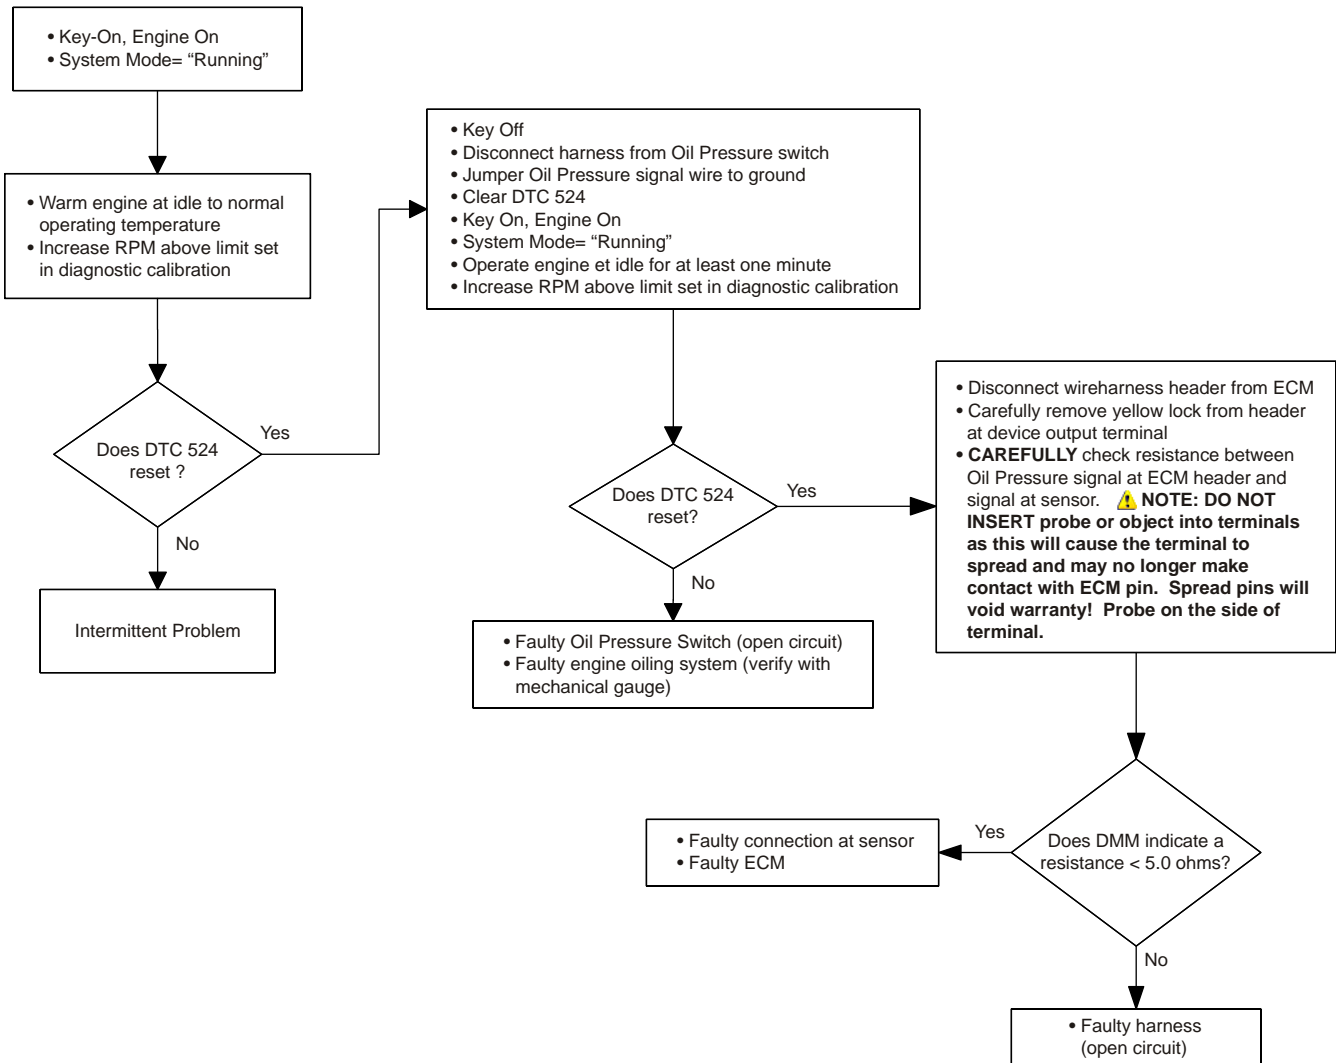 • Key-On, Engine On
• System Mode= “Running”
• Warm engine at idle to normal
operating temperature
• Increase RPM above limit set
in diagnostic calibration
Does DTC 524
reset ?
Yes
No
Intermittent Problem
• Key Off
• Disconnect harness from Oil Pressure switch
• Jumper Oil Pressure signal wire to ground
• Clear DTC 524
• Key On, Engine On
• System Mode= “Running”
• Operate engine et idle for at least one minute
• Increase RPM above limit set in diagnostic calibration
Does DTC 524
reset?
Yes
No
• Faulty Oil Pressure Switch (open circuit)
• Faulty engine oiling system (verify with
mechanical gauge)
• Disconnect wireharness header from ECM
• Carefully remove yellow lock from header
at device output terminal
• CAREFULLY check resistance between
Oil Pressure signal at ECM header and
signal at sensor. NOTE: DO NOT
INSERT probe or object into terminals
as this will cause the terminal to
spread and may no longer make
contact with ECM pin. Spread pins will
void warranty! Probe on the side of
terminal.
Does DMM indicate a
resistance < 5.0 ohms?
Yes
• Faulty connection at sensor
• Faulty ECM
No
• Faulty harness
(open circuit)